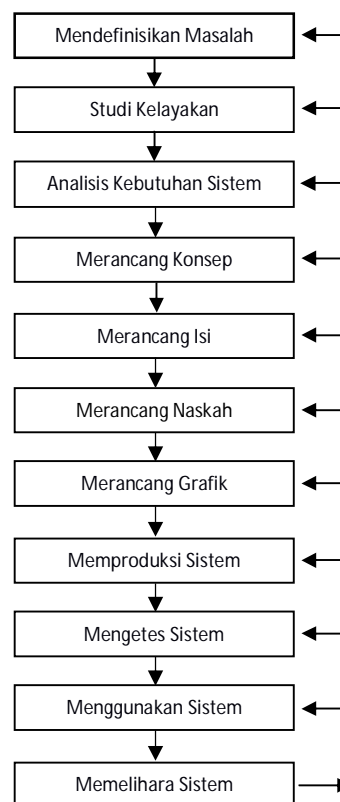 Mendefinisikan Masalah
Studi Kelayakan
Analisis Kebutuhan Sistem
Merancang Konsep
Merancang Isi
Merancang Naskah
Merancang Grafik
Memproduksi Sistem
Mengetes Sistem
Menggunakan Sistem
Memelihara Sistem